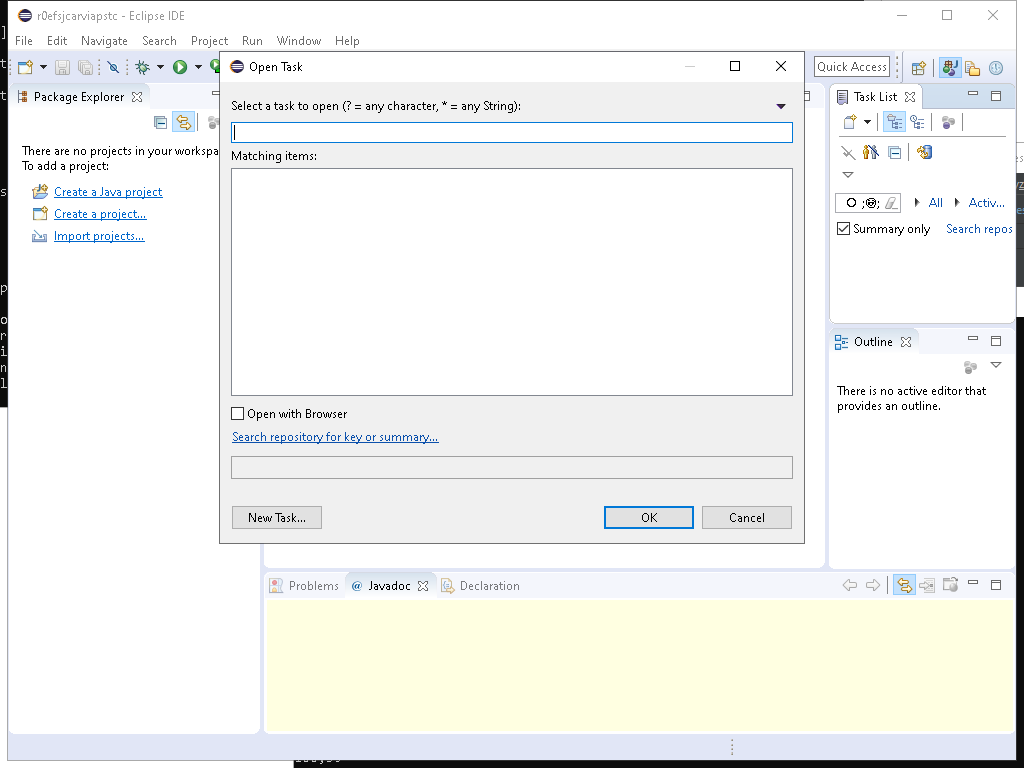 r0efsjcarviapstc - Eclipse IDE
File Edit Navigate Search Project Run Window Help
Open Task
Quick Access
Package Explorer
Select a task to open (? = any character, * = any String):
Task List
There are no projects in your workspa
To add a project:
Matching items:
Create a Java project
Create a project...
Import projects...
All Activ...
Summary only Search repos
Outline
There is no active editor that
provides an outline.
Open with Browser
Search repository for key or summary...
New Task... OK Cancel
Problems @ Javadoc Declaration